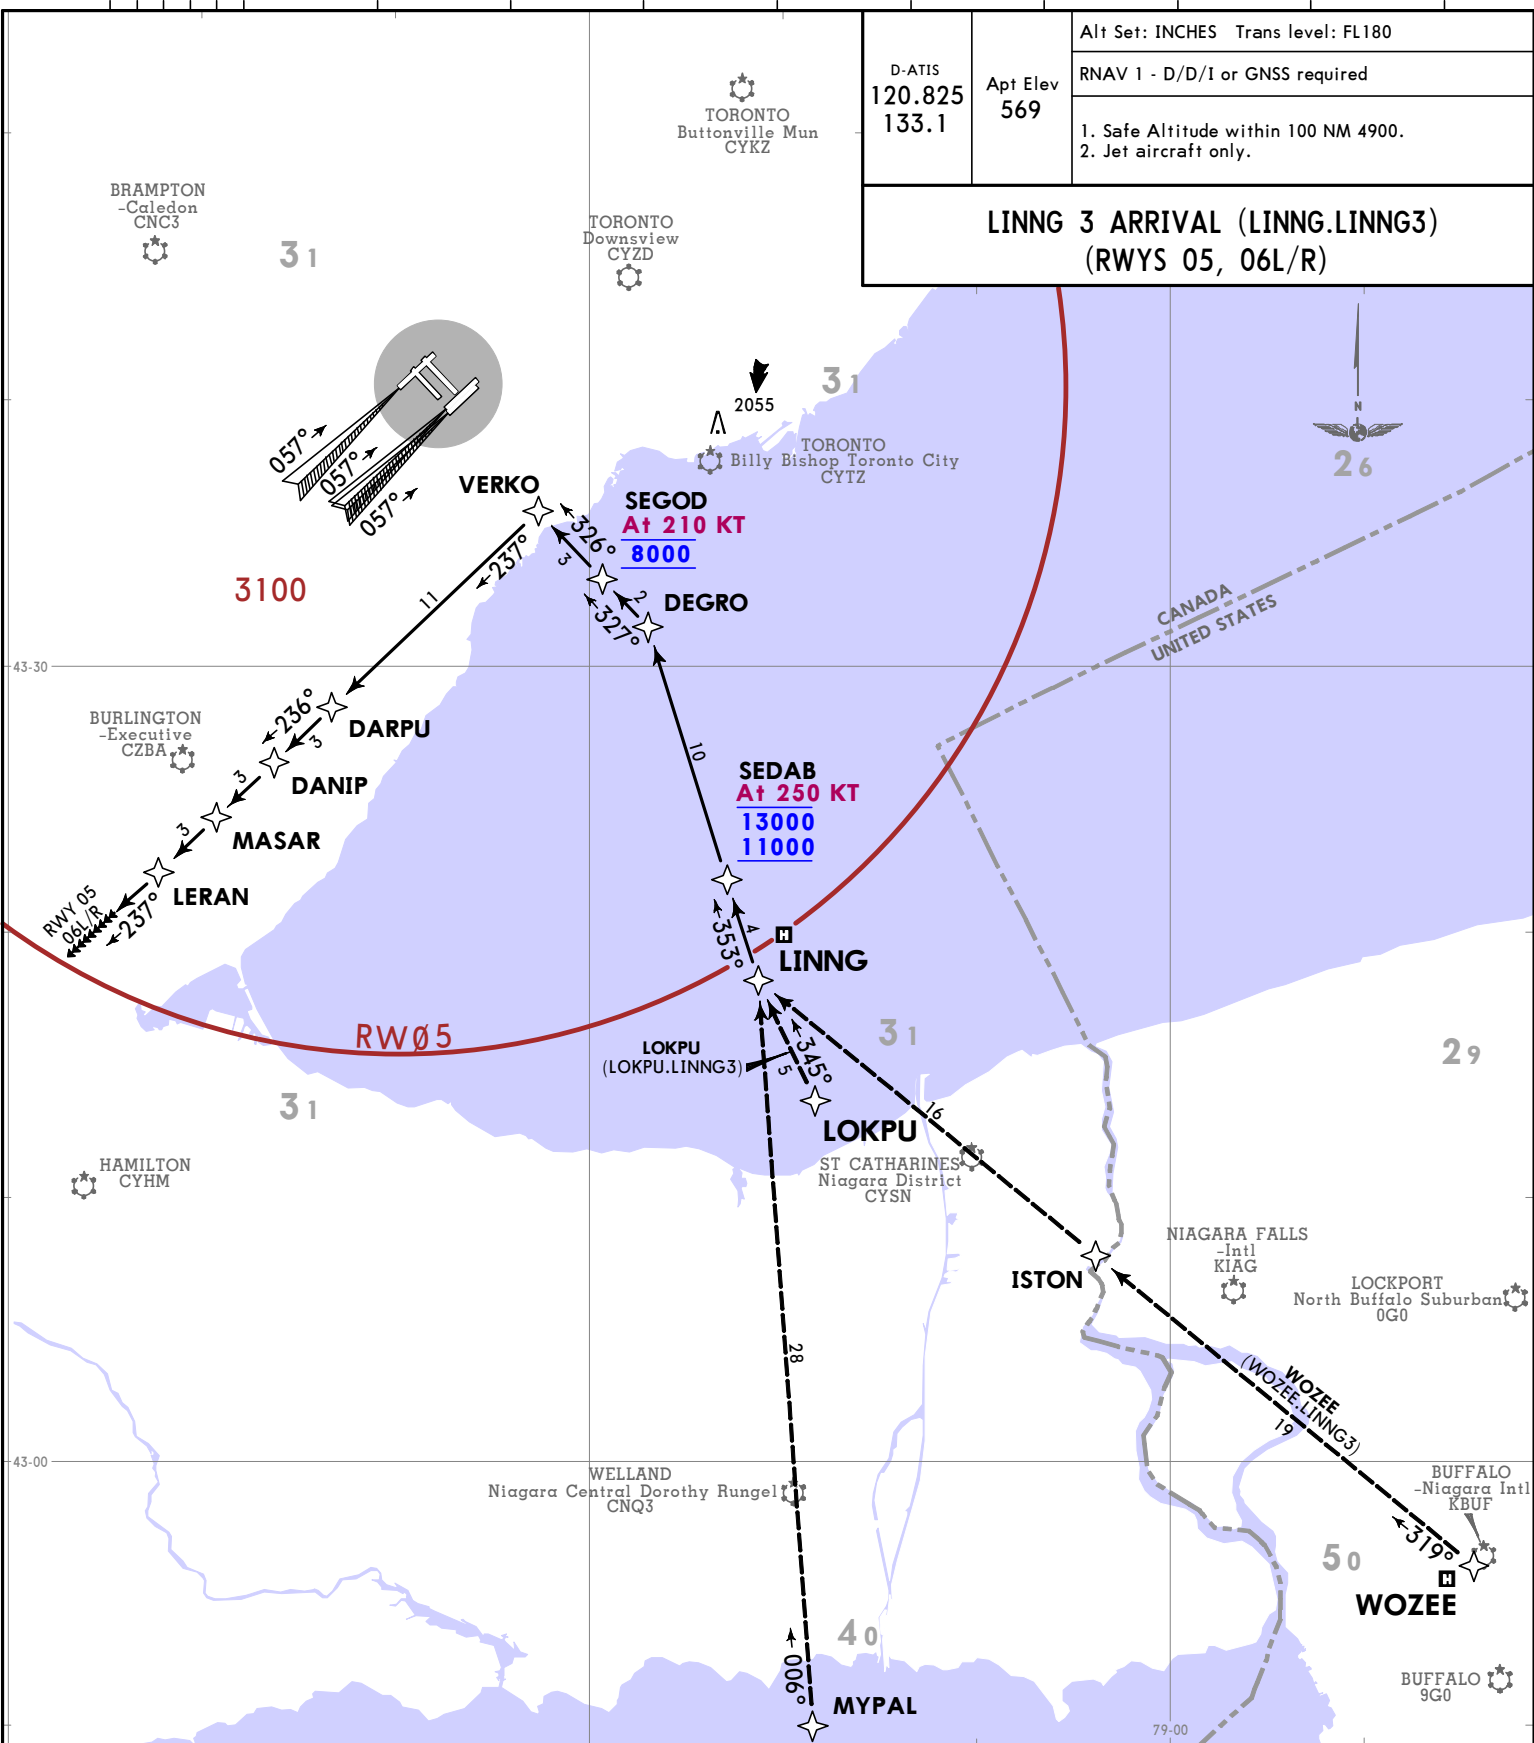 D-ATIS
120.825
133.1
Apt Elev
569
Alt Set: INCHES Trans level: FL180
RNAV 1 - D/D/I or GNSS required
1. Safe Altitude within 100 NM 4900.
2. Jet aircraft only.
LINNG 3 ARRIVAL (LINNG.LINNG3)
(RWYS 05, 06L/R)
TORONTO
Buttonville Mun
CYKZ
BRAMPTON
-Caledon
CNC3
31
TORONTO
Downsview
CYZD
31
2055
TORONTO
Billy Bishop Toronto City
CYTZ
N
26
057°
057°
057°
VERKO
SEGOD
At 210 KT
8000
326°
3
237°
2
327°
DEGRO
3100
11
CANADA
UNITED STATES
43-30
236°
3
DARPU
BURLINGTON
-Executive
CZBA
3
DANIP
10
SEDAB
At 250 KT
13000
11000
3
MASAR
LERAN
RWY 05
06L/R
237°
4
353°
LINNG
RWØ5
31
LOKPU
(LOKPU.LINNG3)
345°
5
29
31
16
LOKPU
HAMILTON
CYHM
ST CATHARINES
Niagara District
CYSN
NIAGARA FALLS
-Intl
KIAG
ISTON
LOCKPORT
North Buffalo Suburban
0G0
28
WOZEE
(WOZEE.LINNG3)
19
43-00
WELLAND
Niagara Central Dorothy Rungel
CNQ3
BUFFALO
-Niagara Intl
KBUF
319°
50
WOZEE
40
006°
MYPAL
BUFFALO
9G0
79-00